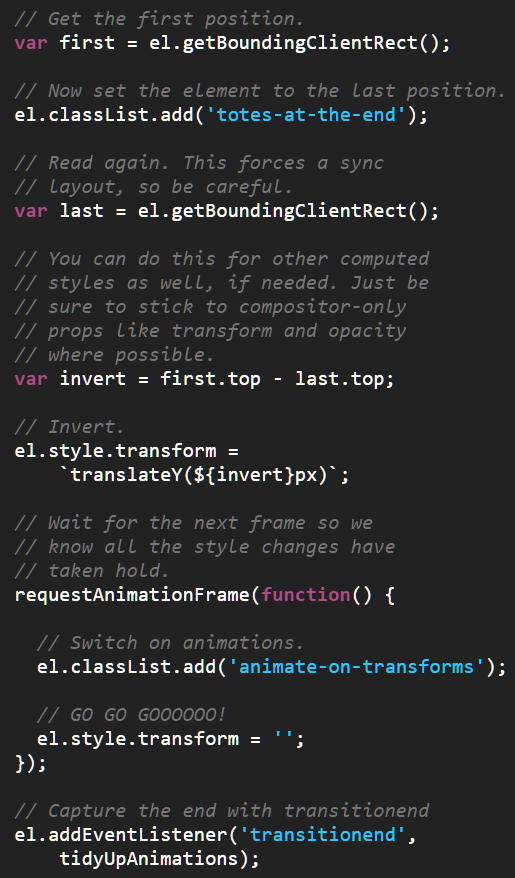 // Get the first position.
var first = el.getBoundingClientRect();
// Now set the element to the last position.
el.classList.add('totes-at-the-end');
// Read again. This forces a sync
// layout, so be careful.
var last = el.getBoundingClientRect();
// You can do this for other computed
// styles as well, if needed. Just be
// sure to stick to compositor-only
// props like transform and opacity
// where possible.
var invert = first.top - last.top;
// Invert.
el.style.transform =
    `translateY(${invert}px)`;
// Wait for the next frame so we
// know all the style changes have
// taken hold.
requestAnimationFrame(function() {
  // Switch on animations.
  el.classList.add('animate-on-transforms');
  // GO GO GOOOOOO!
  el.style.transform = '';
});
// Capture the end with transitionend
el.addEventListener('transitionend',
    tidyUpAnimations);